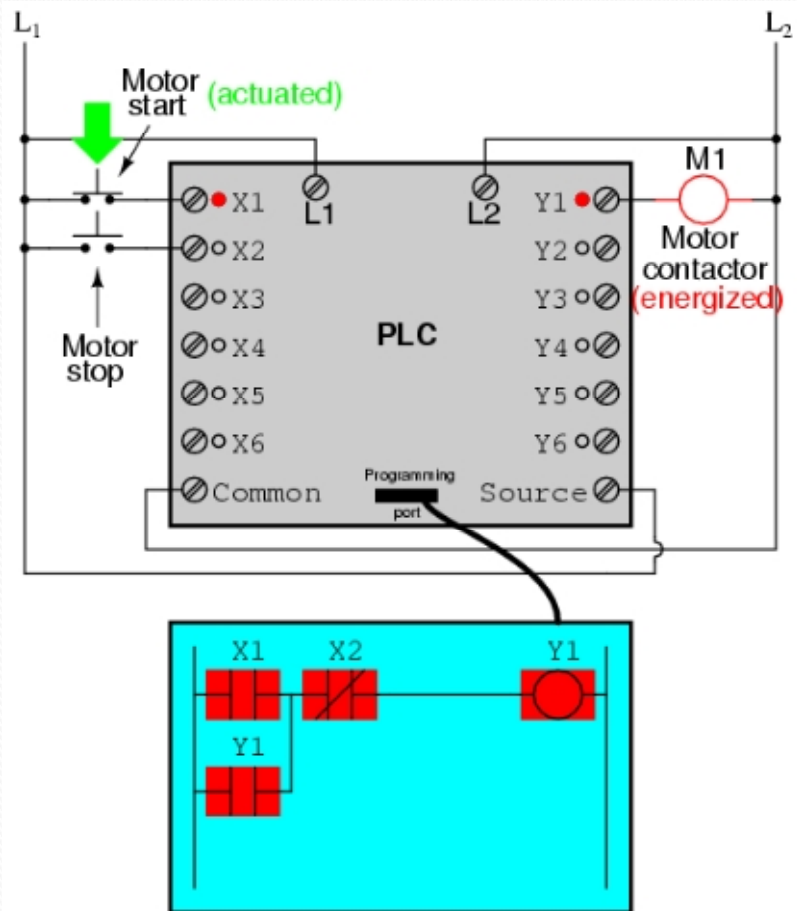 L1 L2
Motor
start (actuated)
L1 L2
M1
X1 Y1
X2 Y2
Motor
contactor
(energized)
X3 Y3
Motor
stop
PLC
X4 Y4
X5 Y5
X6 Y6
Programming
port
Common Source
X1 X2 Y1
Y1